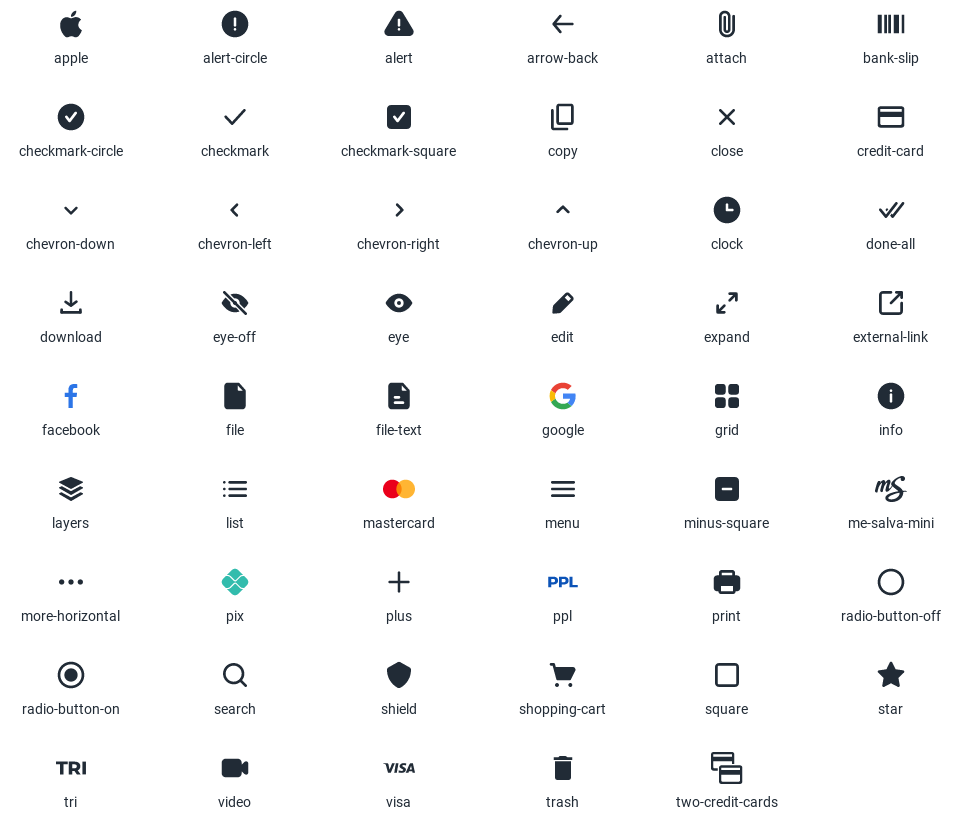 apple alert-circle alert arrow-back attach bank-slip
checkmark-circle checkmark checkmark-square copy close credit-card
chevron-down chevron-left chevron-right chevron-up clock done-all
download eye-off eye edit expand external-link
facebook file file-text google grid info
mS
layers list mastercard menu minus-square me-salva-mini
PPL
more-horizontal pix plus ppl print radio-button-off
radio-button-on search shield shopping-cart square star
TRI VISA
tri video visa trash two-credit-cards